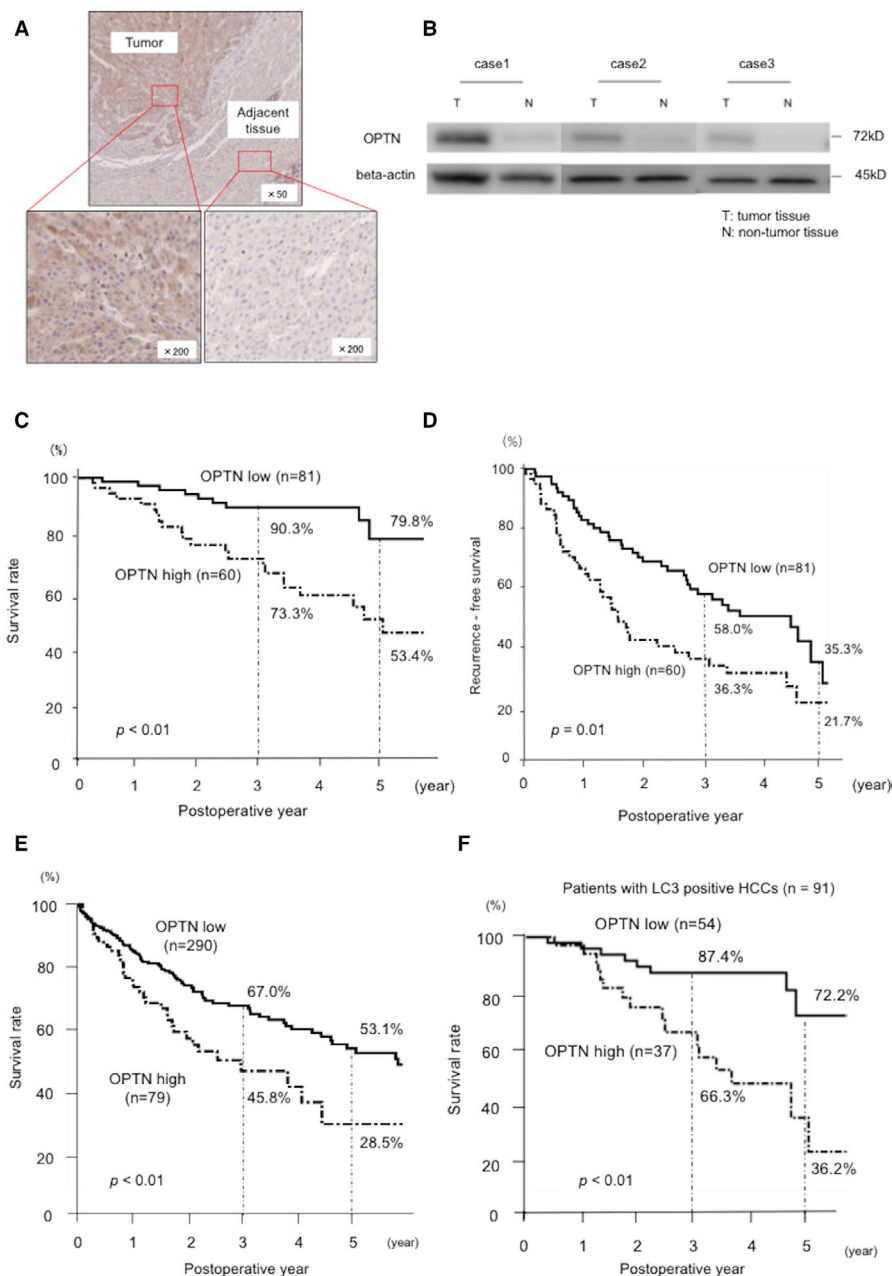 A
Tumor
Adjacent
tissue
× 50
× 200
× 200
B
case1
case2
case3
T
N
T
N
T
N
OPTN
72kD
beta-actin
45kD
T: tumor tissue
N: non-tumor tissue
C
(%)
100
80
60
40
20
0
Survival rate
OPTN low (n=81)
90.3%
79.8%
OPTN high (n=60)
73.3%
53.4%
p < 0.01
0 1 2 3 4 5 (year)
Postoperative year
D
(%)
100
80
60
40
20
0
Recurrence - free survival
OPTN low (n=81)
58.0%
35.3%
OPTN high (n=60)
36.3%
21.7%
p = 0.01
0 1 2 3 4 5 (year)
Postoperative year
E
(%)
100
80
60
40
20
0
Survival rate
OPTN low
(n=290)
67.0%
53.1%
OPTN high
(n=79)
45.8%
28.5%
p < 0.01
0 1 2 3 4 5 (year)
Postoperative year
F
Patients with LC3 positive HCCs (n = 91)
(%)
100
80
60
40
20
0
Survival rate
OPTN low (n=54)
87.4%
72.2%
OPTN high (n=37)
66.3%
36.2%
p < 0.01
0 1 2 3 4 5 (year)
Postoperative year